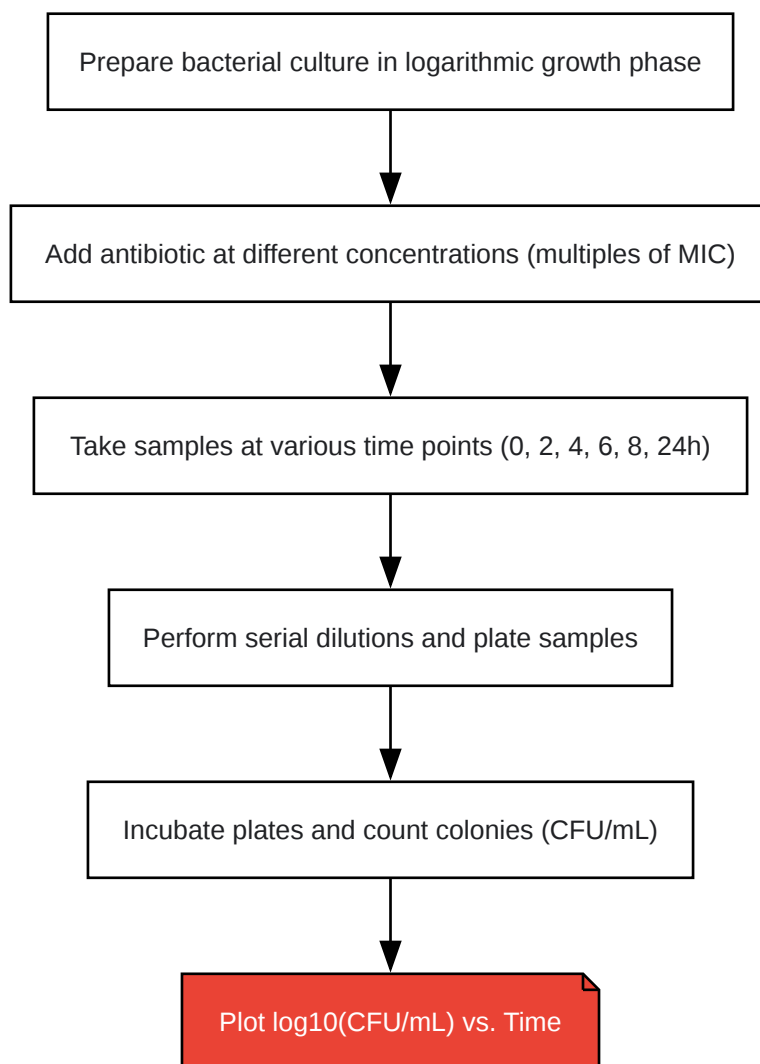 Prepare bacterial culture in logarithmic growth phase
Add antibiotic at different concentrations (multiples of MIC)
Take samples at various time points (0, 2, 4, 6, 8, 24h)
Perform serial dilutions and plate samples
Incubate plates and count colonies (CFU/mL)
Plot log10(CFU/mL) vs. Time